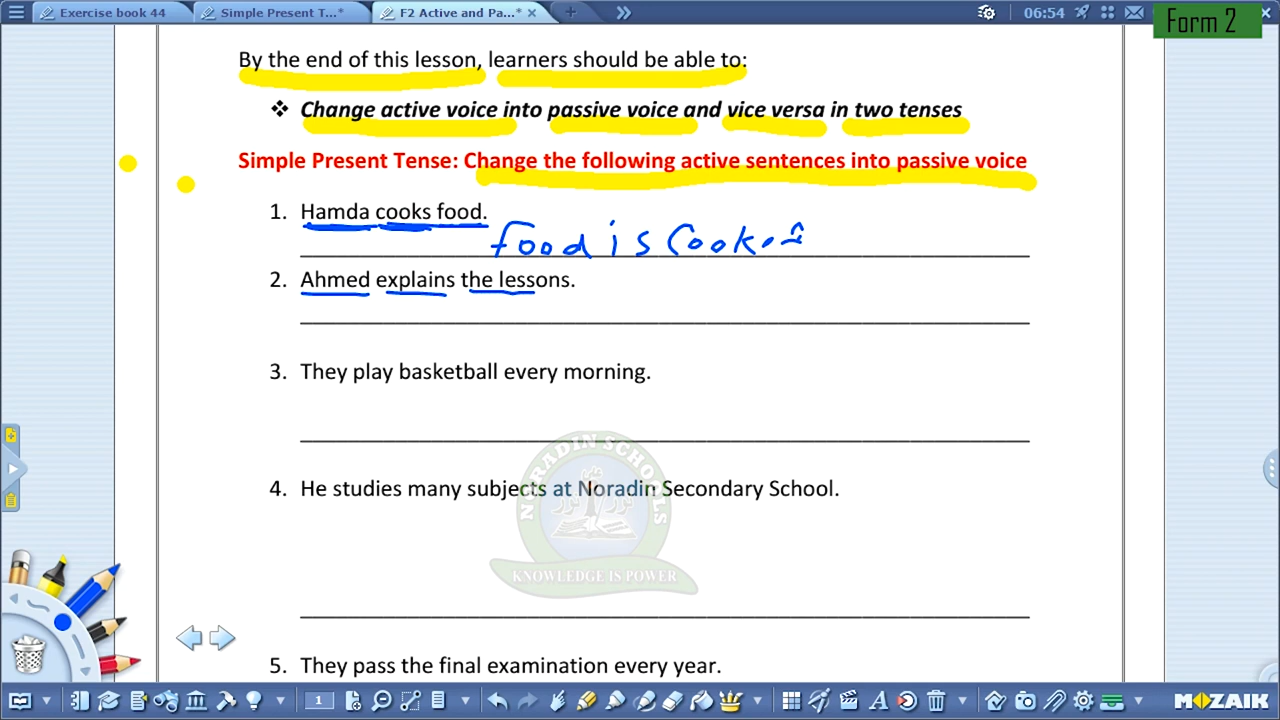 Exercise book 44
Simple Present T...*
F2 Active and Pa...*
06:54
Form 2
By the end of this lesson, learners should be able to:
❖ Change active voice into passive voice and vice versa in two tenses
Simple Present Tense: Change the following active sentences into passive voice
1. Hamda cooks food.
food is
2. Ahmed explains the lessons.
3. They play basketball every morning.
4. He studies many subjects at Noradin Secondary School.
NORADIN SCHOOLS
KNOWLEDGE IS POWER
5. They pass the final examination every year.
1
MOZAIK